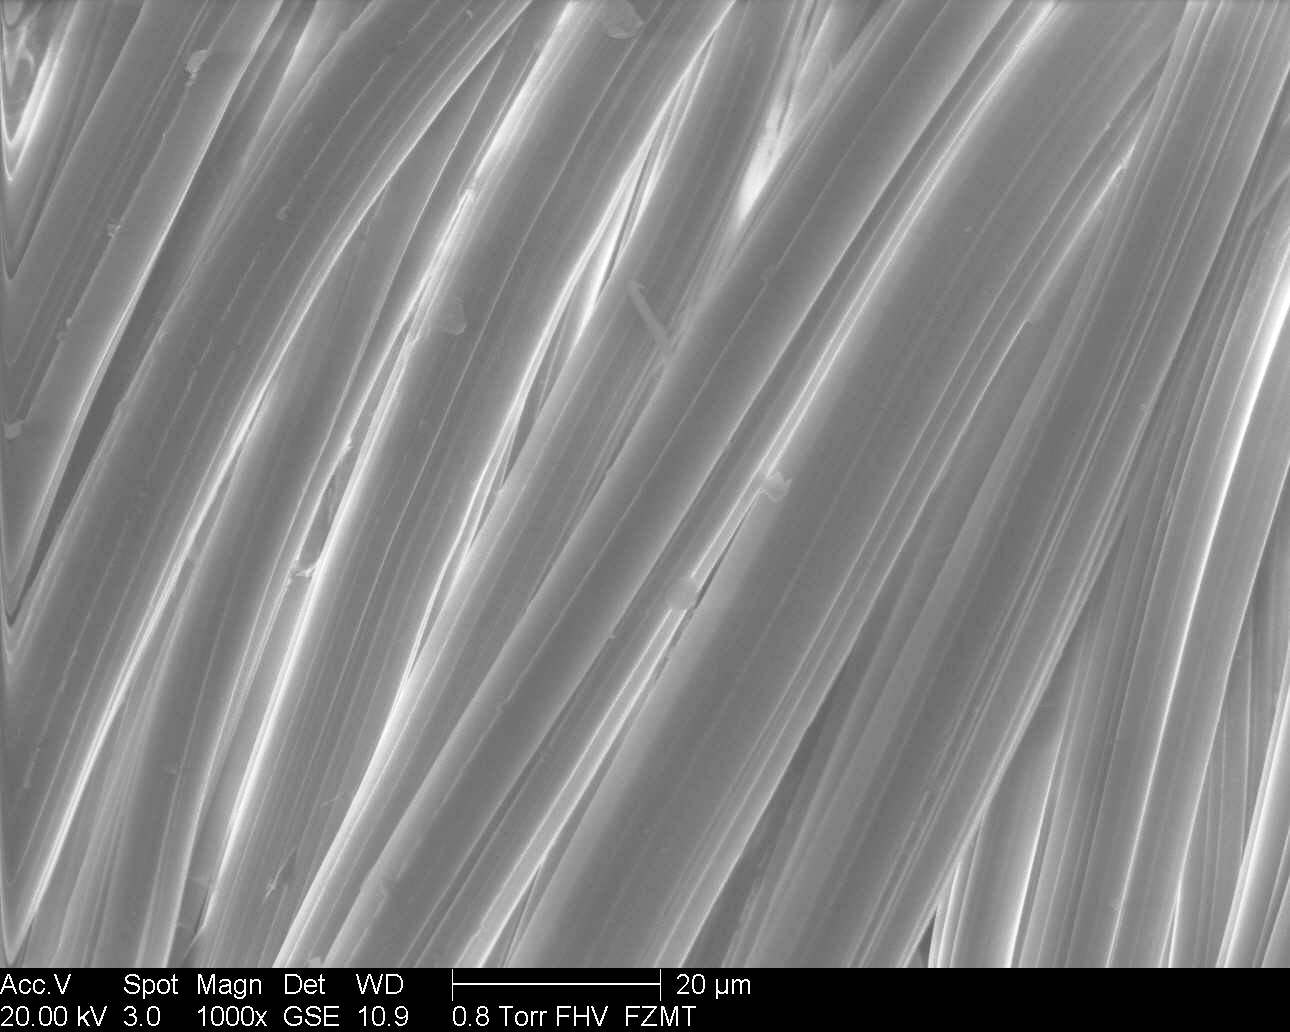 Acc.V Spot Magn Det WD 20 µm
20.00 kV 3.0 1000x GSE 10.9 0.8 Torr FHV FZMT